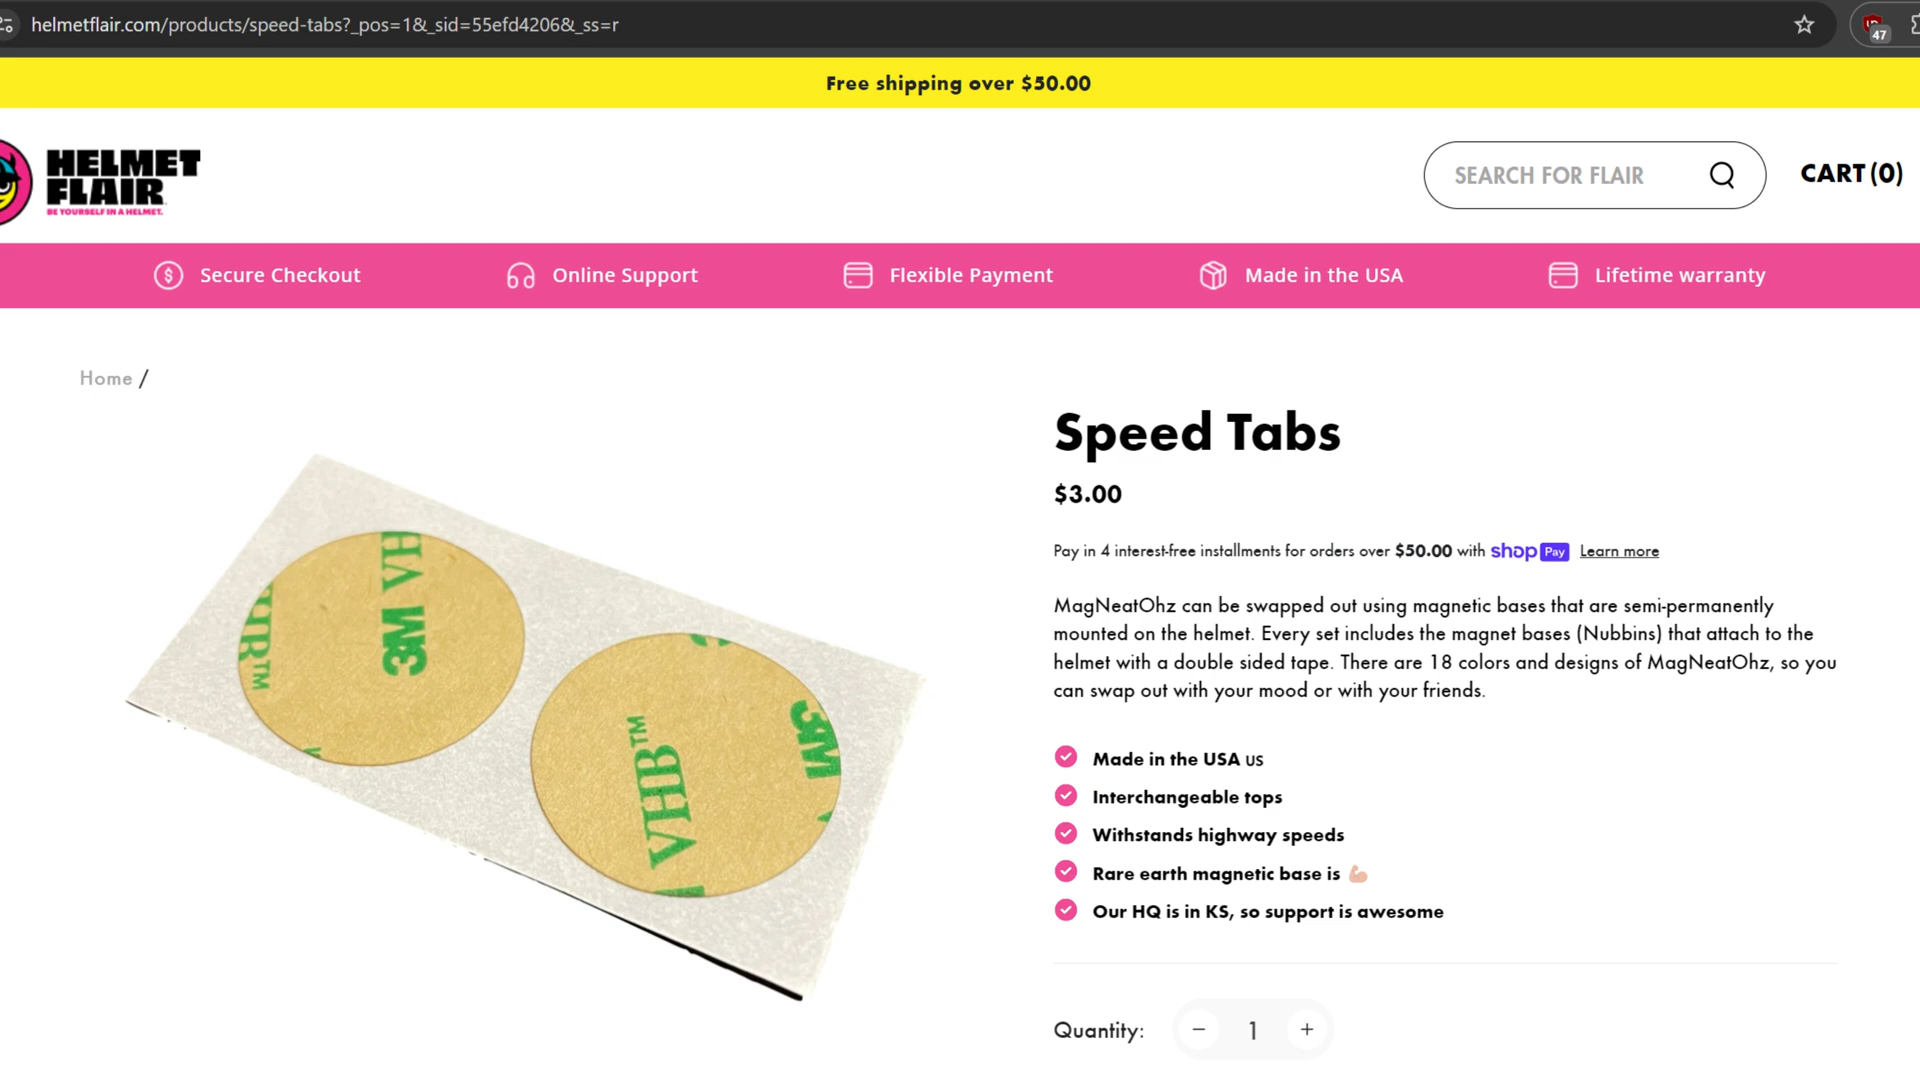 helmetflair.com/products/speed-tabs?_pos=1&_sid=55efd4206&_ss=r
47
Free shipping over $50.00
HELMET
FLAIR
BE YOURSELF IN A HELMET.
SEARCH FOR FLAIR
CART (0)
Secure Checkout
Online Support
Flexible Payment
Made in the USA
Lifetime warranty
Home /
Speed Tabs
$3.00
Pay in 4 interest-free installments for orders over $50.00 with shop Pay Learn more
MagNeatOhz can be swapped out using magnetic bases that are semi-permanently
mounted on the helmet. Every set includes the magnet bases (Nubbins) that attach to the
helmet with a double sided tape. There are 18 colors and designs of MagNeatOhz, so you
can swap out with your mood or with your friends.
Made in the USA US
Interchangeable tops
Withstands highway speeds
Rare earth magnetic base is 💪🏼
Our HQ is in KS, so support is awesome
Quantity:
− 1 +
3M VH
3M
VHB™